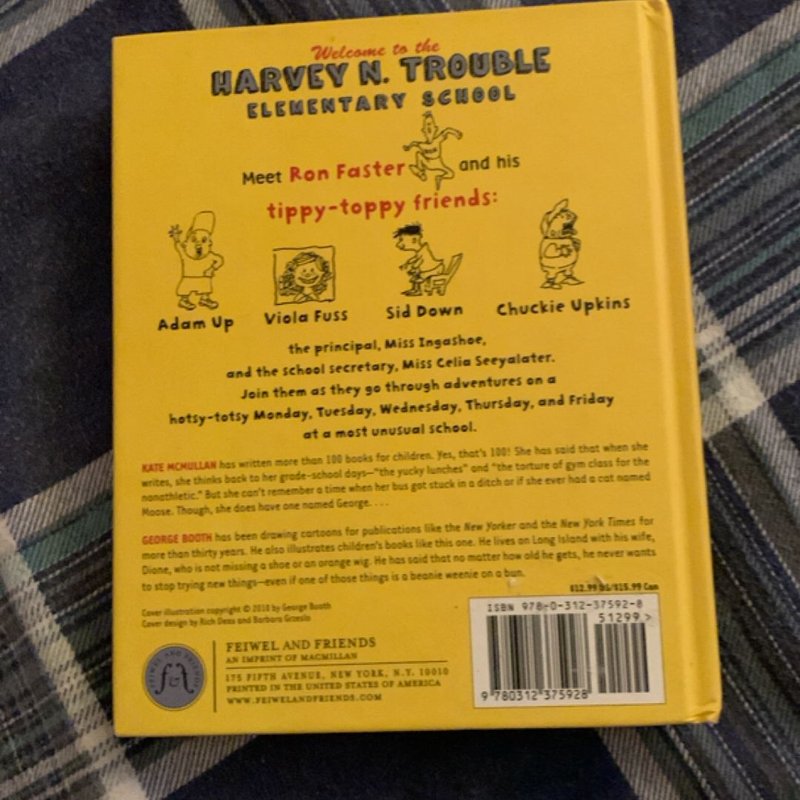 Welcome to the
HARVEY N. TROUBLE
ELEMENTARY SCHOOL
Meet Ron Faster and his
tippy-toppy friends:
Adam Up Viola Fuss Sid Down Chuckie Upkins
the principal, Miss Ingashoe,
and the school secretary, Miss Celia Seeyalater.
Join them as they go through adventures on a
hotsy-totsy Monday, Tuesday, Wednesday, Thursday, and Friday
at a most unusual school.
KATE MCMULLAN has written more than 100 books for children. Yes, that's 100! She has said that when she
writes, she thinks back to her grade-school days—"the yucky lunches" and "the torture of gym class for the
nonathletic." But she can't remember a time when her bus got stuck in a ditch or if she ever had a cat named
Moose. Though, she does have one named George. . . .
GEORGE BOOTH has been drawing cartoons for publications like the New Yorker and the New York Times for
more than thirty years. He also illustrates children's books like this one. He lives on Long Island with his wife,
Dione, who is not missing a shoe or an orange wig. He has said that no matter how old he gets, he never wants
to stop trying new things—even if one of those things is a beanie weenie on a bun.
$12.99 US/$15.99 Can
Cover illustration copyright © 2010 by George Booth
Cover design by Rich Deas and Barbara Grzeslo
ISBN 978-0-312-37592-8
51299>
9 780312 375928
FEIWEL AND FRIENDS
f&f
FEIWEL AND FRIENDS
AN IMPRINT OF MACMILLAN
175 FIFTH AVENUE, NEW YORK, N.Y. 10010
PRINTED IN THE UNITED STATES OF AMERICA
WWW.FEIWELANDFRIENDS.COM